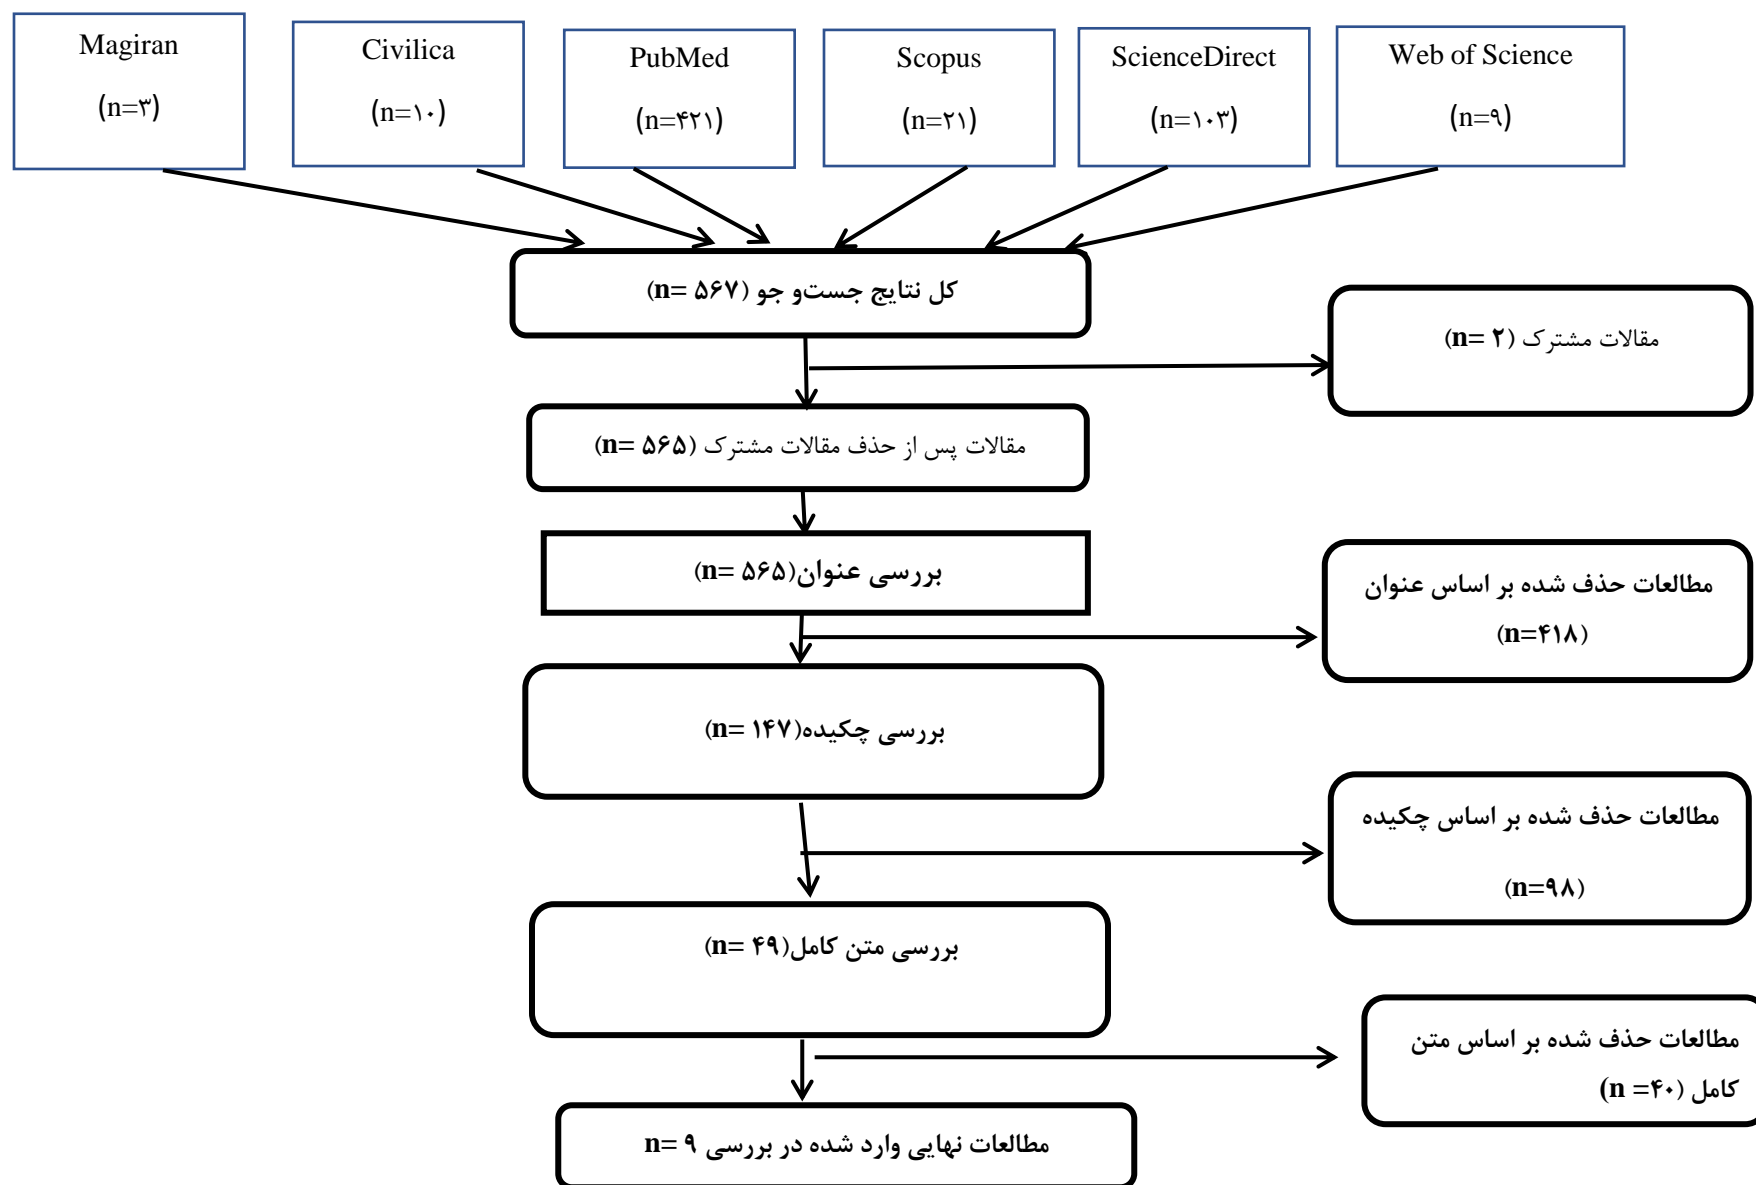 Magiran
(n=۳)
Civilica
(n=۱۰)
PubMed
(n=۴۲۱)
Scopus
(n=۲۱)
ScienceDirect
(n=۱۰۳)
Web of Science
(n=۹)
کل نتایج جست‌و جو (n= ۵۶۷)
مقالات مشترک (n= ۲)
مقالات پس از حذف مقالات مشترک (n= ۵۶۵)
بررسی عنوان(n= ۵۶۵)
مطالعات حذف شده بر اساس عنوان
(n=۴۱۸)
بررسی چکیده(n= ۱۴۷)
مطالعات حذف شده بر اساس چکیده
(n=۹۸)
بررسی متن کامل(n= ۴۹)
مطالعات حذف شده بر اساس متن
کامل (n =۴۰)
مطالعات نهایی وارد شده در بررسی n= ۹